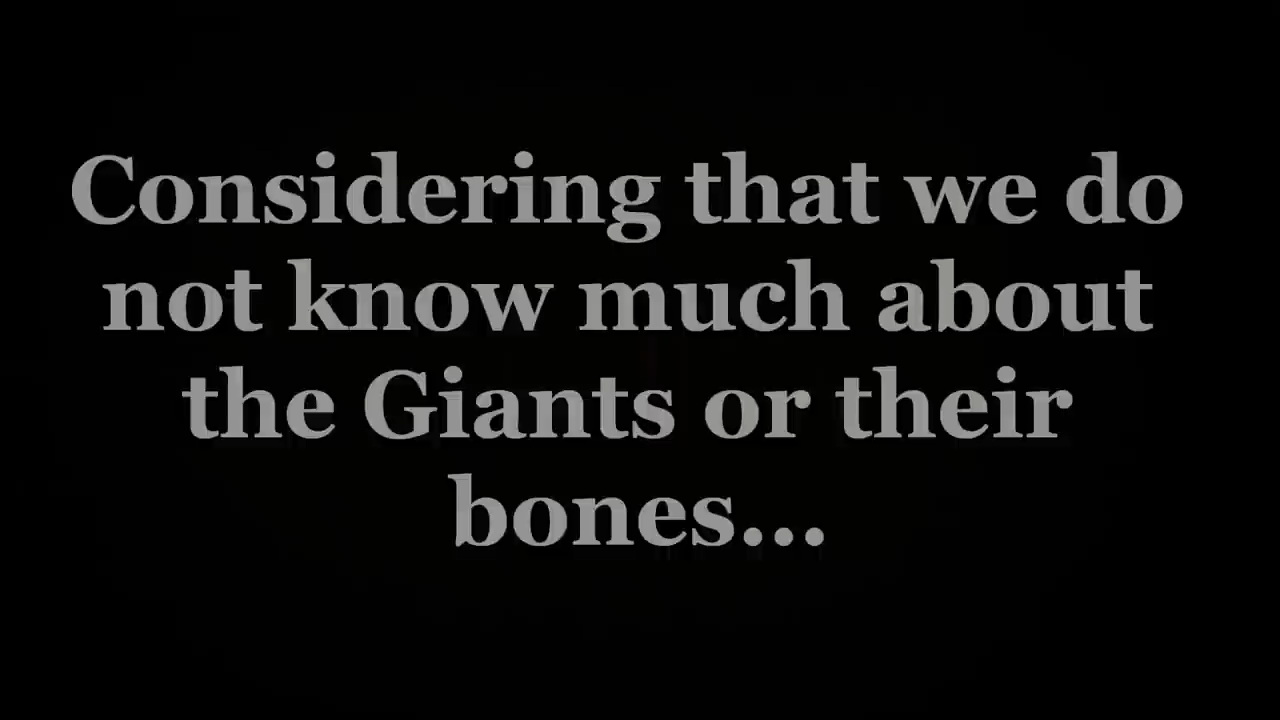 Considering that we do
not know much about
the Giants or their
bones...